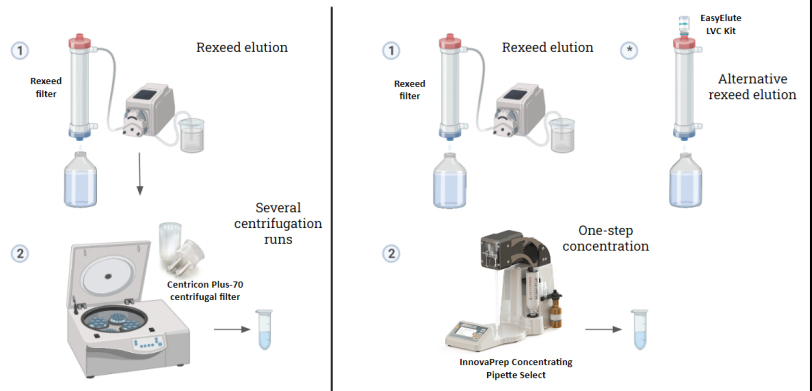 1
Rexeed elution
Rexeed
filter
Several
centrifugation
runs
2
Centricon Plus-70
centrifugal filter
1
Rexeed elution
Rexeed
filter
*
EasyElute
LVC Kit
Alternative
rexeed elution
2
One-step
concentration
InnovaPrep Concentrating
Pipette Select